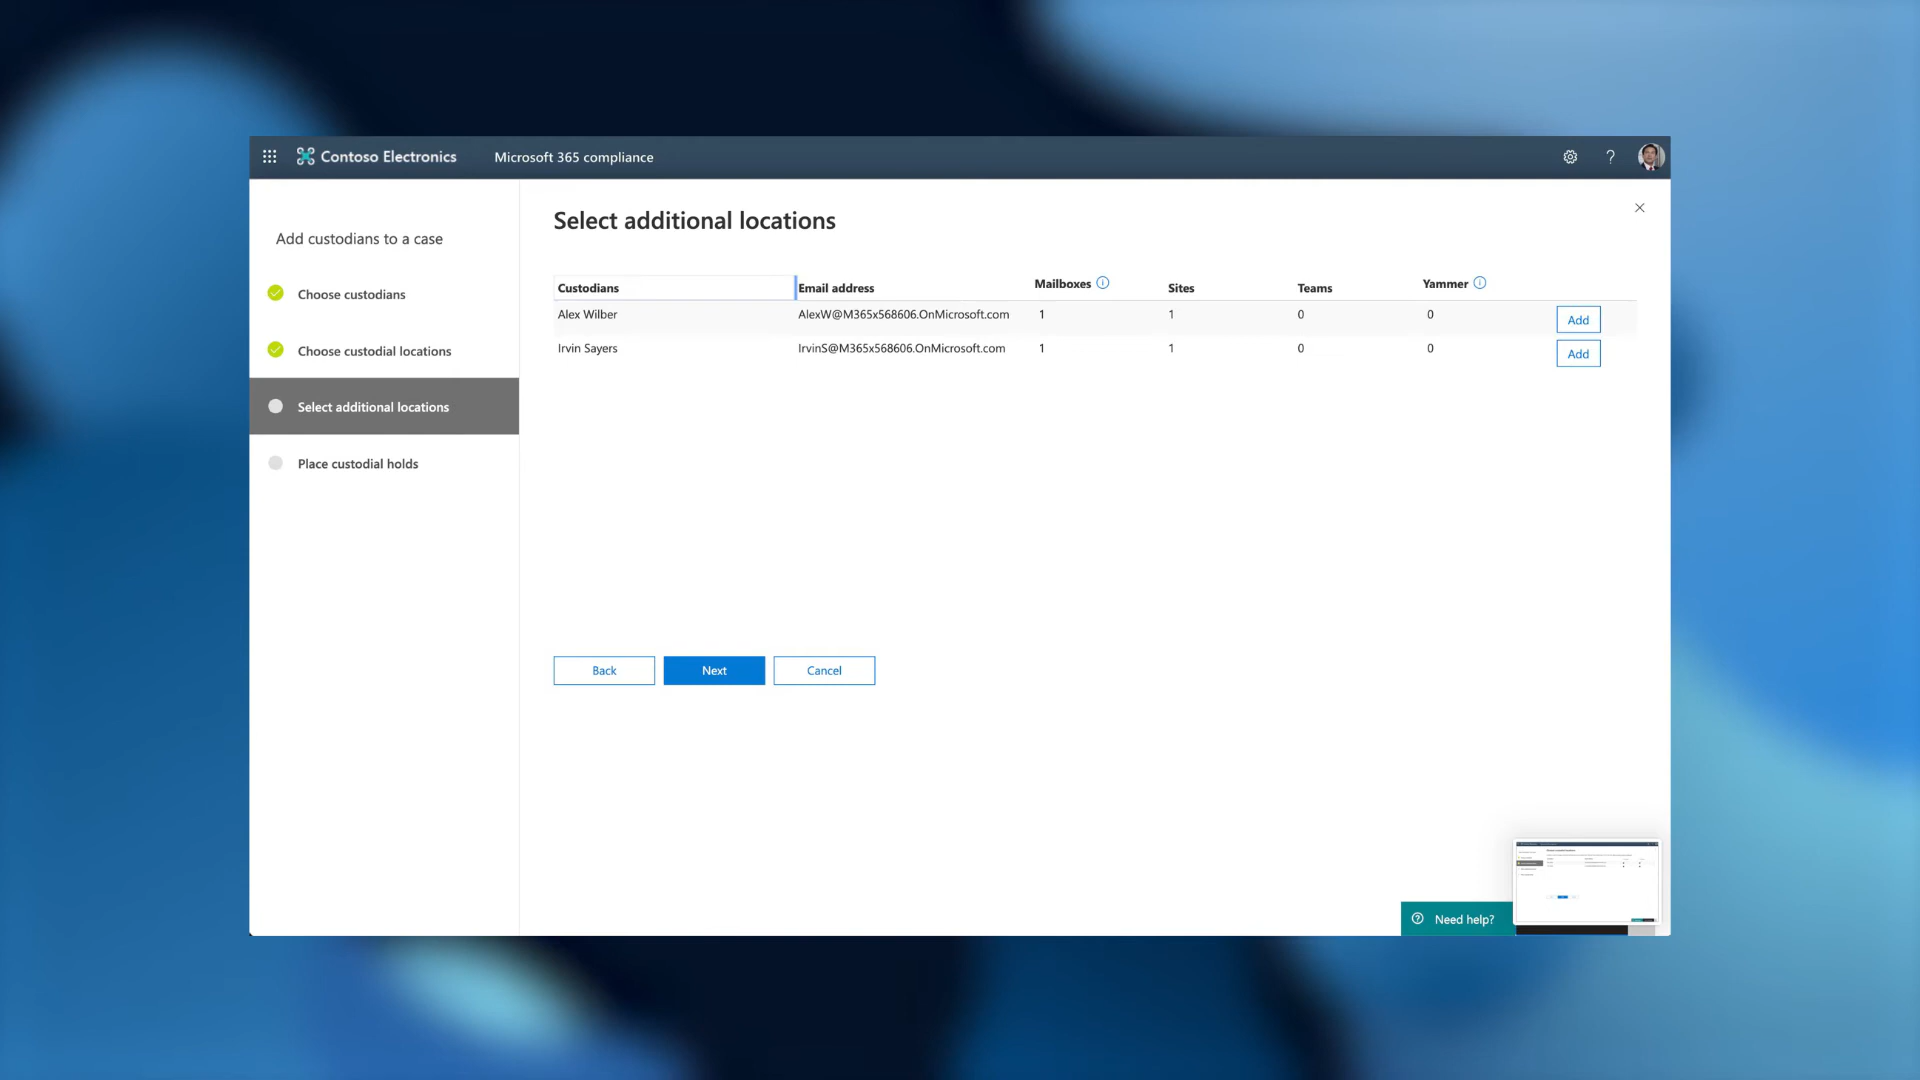 Contoso Electronics Microsoft 365 compliance ?
Add custodians to a case
Choose custodians
Choose custodial locations
Select additional locations
Place custodial holds
Select additional locations
Custodians Email address Mailboxes Sites Teams Yammer
Alex Wilber AlexW@M365x568606.OnMicrosoft.com 1 1 0 0 Add
Irvin Sayers IrvinS@M365x568606.OnMicrosoft.com 1 1 0 0 Add
Back Next Cancel
Need help?